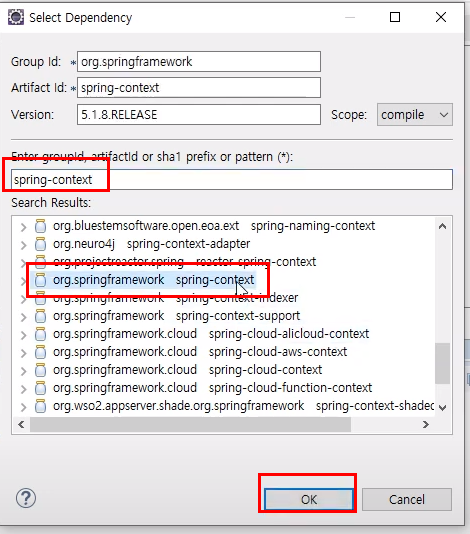 Select Dependency
Group Id: * org.springframework
Artifact Id: * spring-context
Version: 5.1.8.RELEASE Scope: compile
Enter groupId, artifactId or sha1 prefix or pattern (*):
spring-context
Search Results:
org.bluestemsoftware.open.eoa.ext spring-naming-context
org.neuro4j spring-context-adapter
org.projectreactor.spring reactor-spring-context
org.springframework spring-context
org.springframework spring-context-indexer
org.springframework spring-context-support
org.springframework.cloud spring-cloud-alicloud-context
org.springframework.cloud spring-cloud-aws-context
org.springframework.cloud spring-cloud-context
org.springframework.cloud spring-cloud-function-context
org.wso2.appserver.shade.org.springframework spring-context-shaded
? OK Cancel